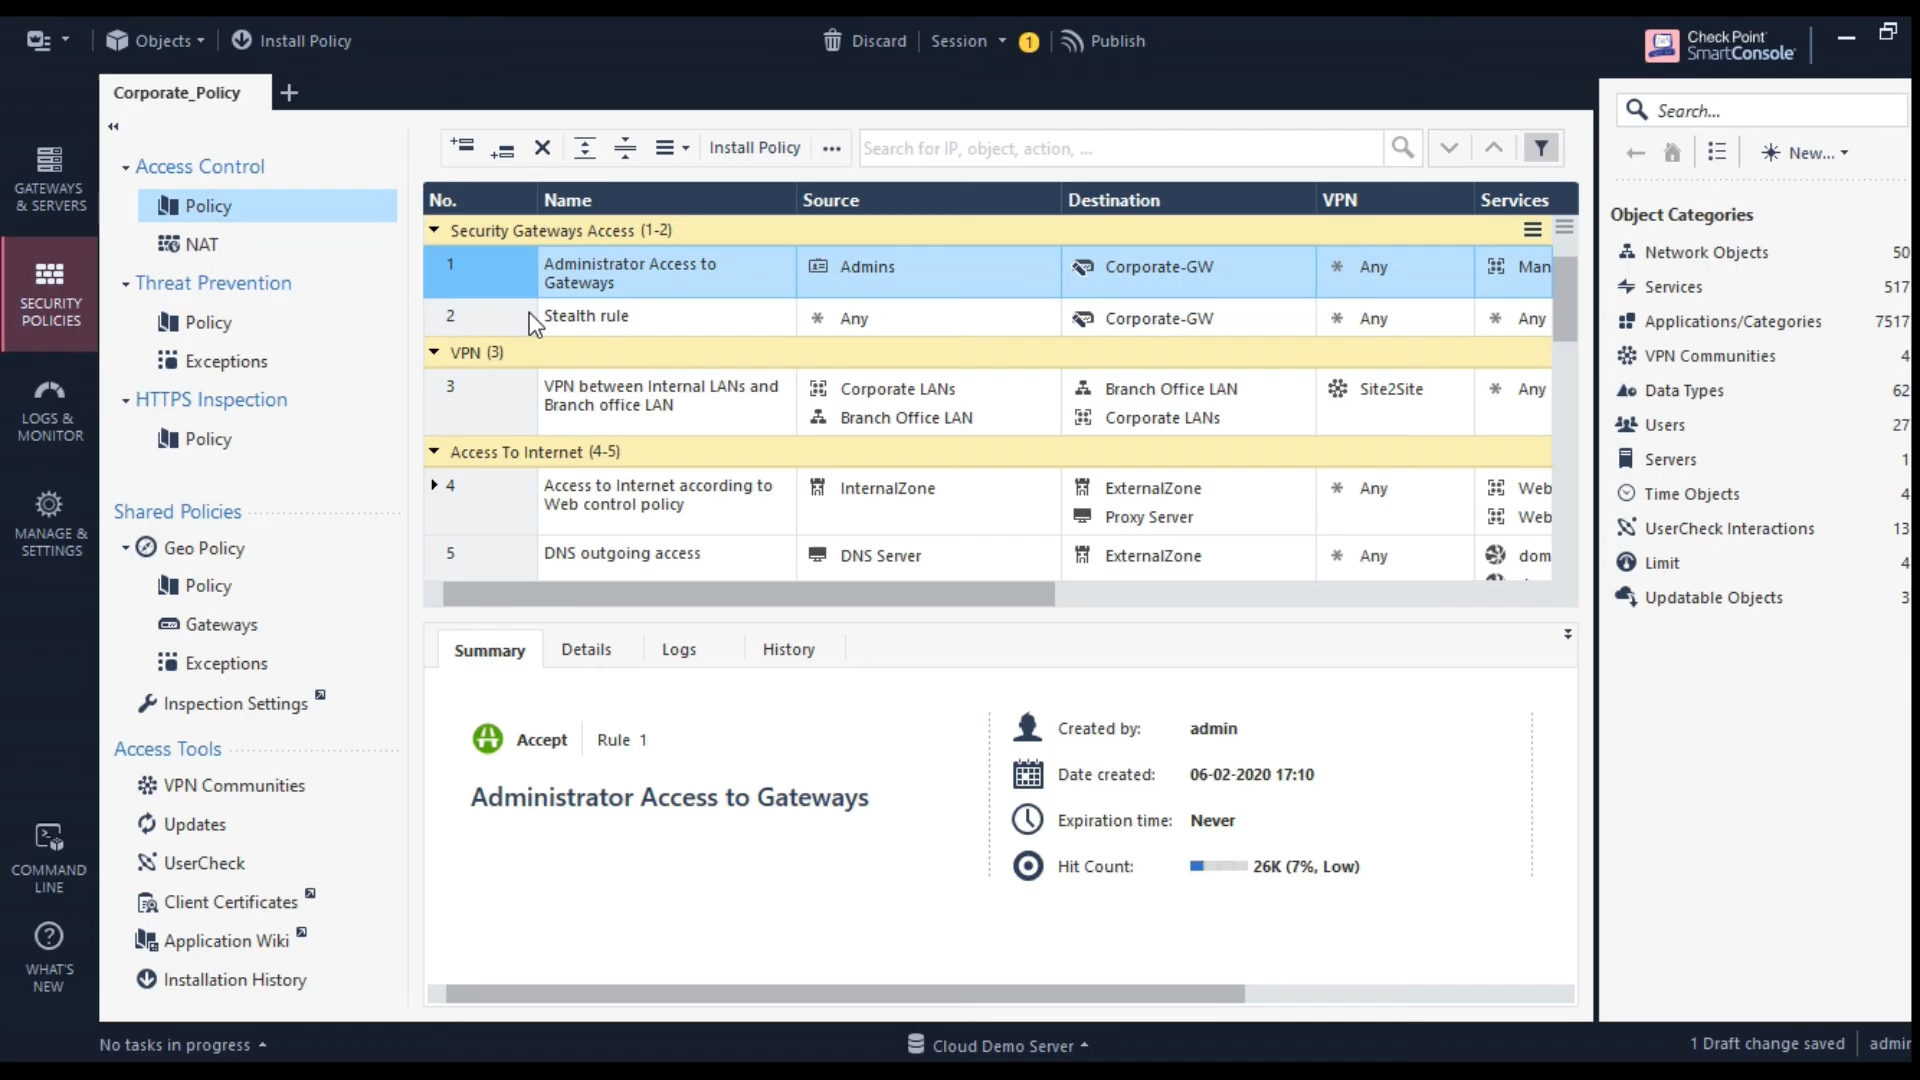 Objects
Install Policy
Discard
Session
1
Publish
Check Point
SmartConsole
Corporate_Policy
GATEWAYS
& SERVERS
SECURITY
POLICIES
LOGS &
MONITOR
MANAGE &
SETTINGS
COMMAND
LINE
WHAT'S
NEW
Access Control
Policy
NAT
Threat Prevention
Policy
Exceptions
HTTPS Inspection
Policy
Shared Policies
Geo Policy
Policy
Gateways
Exceptions
Inspection Settings
Access Tools
VPN Communities
Updates
UserCheck
Client Certificates
Application Wiki
Installation History
Install Policy
Search for IP, object, action, ...
No. Name Source Destination VPN Services
Security Gateways Access (1-2)
1 Administrator Access to Gateways Admins Corporate-GW Any Man
2 Stealth rule Any Corporate-GW Any Any
VPN (3)
3 VPN between Internal LANs and Corporate LANs Branch Office LAN Site2Site Any
Branch office LAN Branch Office LAN Corporate LANs
Access To Internet (4-5)
4 Access to Internet according to InternalZone ExternalZone Any Web
Web control policy Proxy Server Web
5 DNS outgoing access DNS Server ExternalZone Any dom
Summary Details Logs History
Accept Rule 1
Administrator Access to Gateways
Created by: admin
Date created: 06-02-2020 17:10
Expiration time: Never
Hit Count: 26K (7%, Low)
Search...
New...
Object Categories
Network Objects 50
Services 517
Applications/Categories 7517
VPN Communities 4
Data Types 62
Users 27
Servers 1
Time Objects 4
UserCheck Interactions 13
Limit 4
Updatable Objects 3
No tasks in progress
Cloud Demo Server
1 Draft change saved
admin